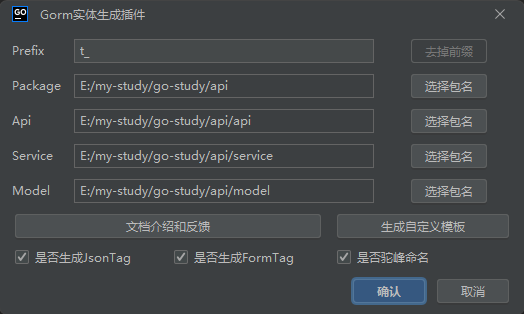 GO Gorm实体生成插件
Prefix t_ 去掉前缀
Package E:/my-study/go-study/api 选择包名
Api E:/my-study/go-study/api/api 选择包名
Service E:/my-study/go-study/api/service 选择包名
Model E:/my-study/go-study/api/model 选择包名
文档介绍和反馈 生成自定义模板
是否生成JsonTag 是否生成FormTag 是否驼峰命名
确认 取消